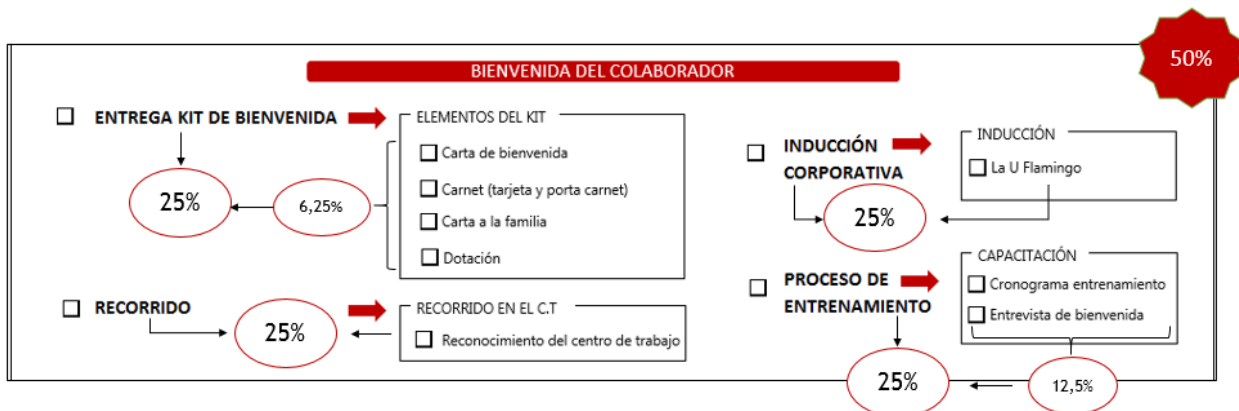 50%
BIENVENIDA DEL COLABORADOR
ENTREGA KIT DE BIENVENIDA
ELEMENTOS DEL KIT
Carta de bienvenida
Carnet (tarjeta y porta carnet)
Carta a la familia
Dotación
25%
6,25%
RECORRIDO
25%
RECORRIDO EN EL C.T
Reconocimiento del centro de trabajo
INDUCCIÓN
CORPORATIVA
INDUCCIÓN
La U Flamingo
25%
PROCESO DE
ENTRENAMIENTO
CAPACITACIÓN
Cronograma entrenamiento
Entrevista de bienvenida
25%
12,5%